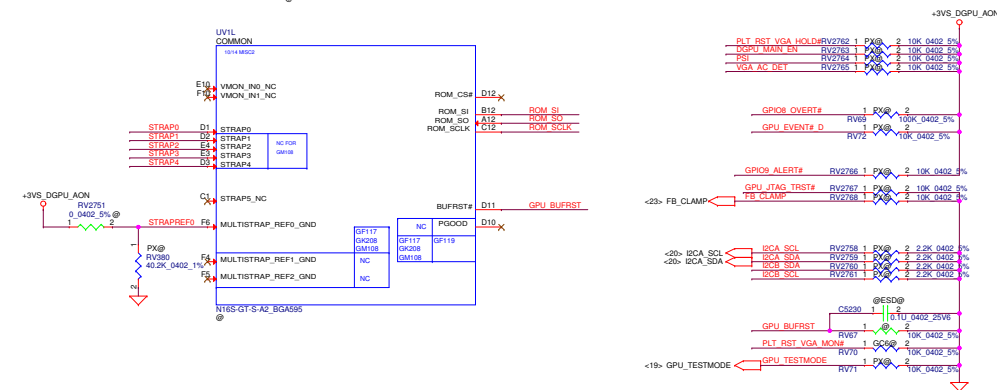 @
UV1L
COMMON
10/14 MISC2
E10 VMON_IN0_NC
F10 VMON_IN1_NC
ROM_CS# D12
ROM_SI B12 ROM_SI
ROM_SO A12 ROM_SO
ROM_SCLK C12 ROM_SCLK
STRAP0 D1 STRAP0
STRAP1 D2 STRAP1
STRAP2 E4 STRAP2
STRAP3 E3 STRAP3
STRAP4 D3 STRAP4
NC FOR
GM108
C1 STRAP5_NC
BUFRST# D11 GPU_BUFRST
+3VS_DGPU_AON
RV2751
0_0402_5% @
1 2
STRAPREF0 F6 MULTISTRAP_REF0_GND
NC PGOOD D10
GF117
GK208
GM108
GF117 GF119
GK208
GM108
1
PX@
RV380
40.2K_0402_1%
2
F4 MULTISTRAP_REF1_GND NC
F5 MULTISTRAP_REF2_GND NC
N16S-GT-S-A2_BGA595
@
+3VS_DGPU_AON
PLT_RST_VGA_HOLD# RV2762 1 PX@ 2 10K_0402_5%
DGPU_MAIN_EN RV2763 1 PX@ 2 10K_0402_5%
PSI RV2764 1 PX@ 2 10K_0402_5%
VGA_AC_DET RV2765 1 PX@ 2 10K_0402_5%
GPIO8_OVERT# 1 PX@ 2
RV69 100K_0402_5%
GPU_EVENT#_D 1 PX@ 2
RV72 10K_0402_5%
GPIO9_ALERT# RV2766 1 PX@ 2 10K_0402_5%
GPU_JTAG_TRST# RV2767 1 PX@ 2 10K_0402_5%
<23> FB_CLAMP FB_CLAMP RV2768 1 PX@ 2 10K_0402_5%
<20> I2CA_SCL I2CA_SCL RV2758 1 PX@ 2 2.2K_0402_5%
<20> I2CA_SDA I2CA_SDA RV2759 1 PX@ 2 2.2K_0402_5%
I2CB_SDA RV2760 1 PX@ 2 2.2K_0402_5%
I2CB_SCL RV2761 1 PX@ 2 2.2K_0402_5%
@ESD@
C5230 1 2
0.1U_0402_25V6
GPU_BUFRST 1 @ 2
RV67 10K_0402_5%
PLT_RST_VGA_MON# 1 GC6@ 2
RV70 10K_0402_5%
<19> GPU_TESTMODE GPU_TESTMODE 1 PX@ 2
RV71 10K_0402_5%